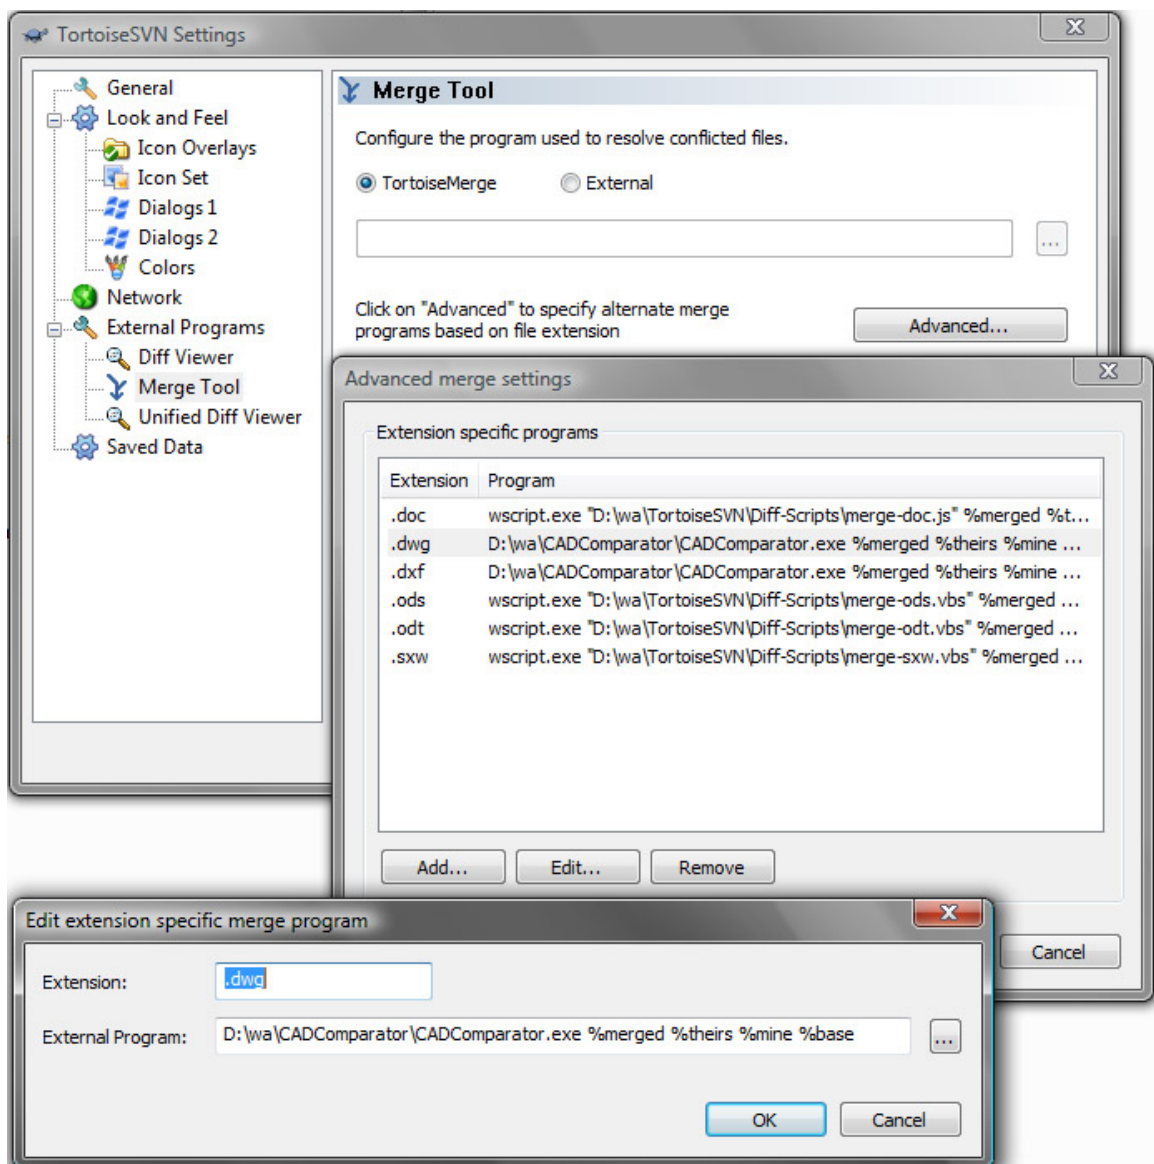 TortoiseSVN Settings
General
Look and Feel
Icon Overlays
Icon Set
Dialogs 1
Dialogs 2
Colors
Network
External Programs
Diff Viewer
Merge Tool
Unified Diff Viewer
Saved Data
Merge Tool
Configure the program used to resolve conflicted files.
TortoiseMerge External
...
Click on "Advanced" to specify alternate merge
programs based on file extension
Advanced...
Advanced merge settings
Extension specific programs
Extension Program
.doc wscript.exe "D:\wa\TortoiseSVN\Diff-Scripts\merge-doc.js" %merged %t...
.dwg D:\wa\CADComparator\CADComparator.exe %merged %theirs %mine ...
.dxf D:\wa\CADComparator\CADComparator.exe %merged %theirs %mine ...
.ods wscript.exe "D:\wa\TortoiseSVN\Diff-Scripts\merge-ods.vbs" %merged ...
.odt wscript.exe "D:\wa\TortoiseSVN\Diff-Scripts\merge-odt.vbs" %merged ...
.sxw wscript.exe "D:\wa\TortoiseSVN\Diff-Scripts\merge-sxw.vbs" %merged ...
Add... Edit... Remove
Cancel
Edit extension specific merge program
Extension: .dwg
External Program: D:\wa\CADComparator\CADComparator.exe %merged %theirs %mine %base ...
OK Cancel